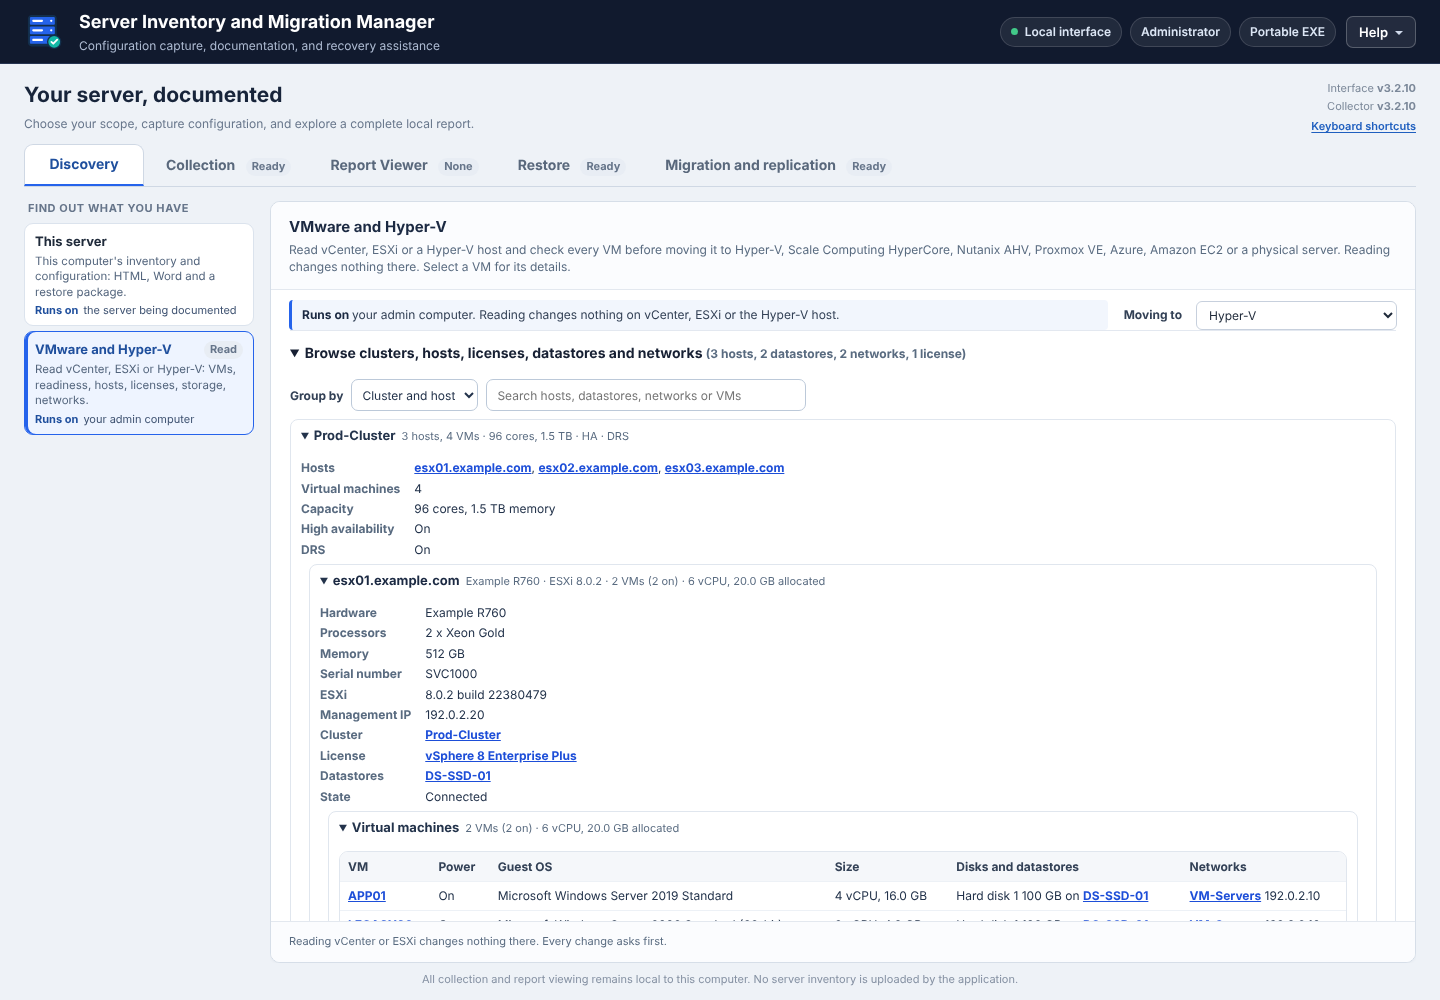 Server Inventory and Migration Manager
Configuration capture, documentation, and recovery assistance
Local interface
Administrator
Portable EXE
Help
Your server, documented
Choose your scope, capture configuration, and explore a complete local report.
Interface v3.2.10
Collector v3.2.10
Keyboard shortcuts
Discovery
Collection Ready
Report Viewer None
Restore Ready
Migration and replication Ready
FIND OUT WHAT YOU HAVE
This server
This computer's inventory and
configuration: HTML, Word and a
restore package.
Runs on the server being documented
VMware and Hyper-V Read
Read vCenter, ESXi or Hyper-V: VMs,
readiness, hosts, licenses, storage,
networks.
Runs on your admin computer
VMware and Hyper-V
Read vCenter, ESXi or a Hyper-V host and check every VM before moving it to Hyper-V, Scale Computing HyperCore, Nutanix AHV, Proxmox VE, Azure, Amazon EC2 or a physical server. Reading
changes nothing there. Select a VM for its details.
Runs on your admin computer. Reading changes nothing on vCenter, ESXi or the Hyper-V host.
Moving to Hyper-V
Browse clusters, hosts, licenses, datastores and networks (3 hosts, 2 datastores, 2 networks, 1 license)
Group by Cluster and host Search hosts, datastores, networks or VMs
Prod-Cluster 3 hosts, 4 VMs · 96 cores, 1.5 TB · HA · DRS
Hosts esx01.example.com, esx02.example.com, esx03.example.com
Virtual machines 4
Capacity 96 cores, 1.5 TB memory
High availability On
DRS On
esx01.example.com Example R760 · ESXi 8.0.2 · 2 VMs (2 on) · 6 vCPU, 20.0 GB allocated
Hardware Example R760
Processors 2 x Xeon Gold
Memory 512 GB
Serial number SVC1000
ESXi 8.0.2 build 22380479
Management IP 192.0.2.20
Cluster Prod-Cluster
License vSphere 8 Enterprise Plus
Datastores DS-SSD-01
State Connected
Virtual machines 2 VMs (2 on) · 6 vCPU, 20.0 GB allocated
VM Power Guest OS Size Disks and datastores Networks
APP01 On Microsoft Windows Server 2019 Standard 4 vCPU, 16.0 GB Hard disk 1 100 GB on DS-SSD-01 VM-Servers 192.0.2.10
Reading vCenter or ESXi changes nothing there. Every change asks first.
All collection and report viewing remains local to this computer. No server inventory is uploaded by the application.